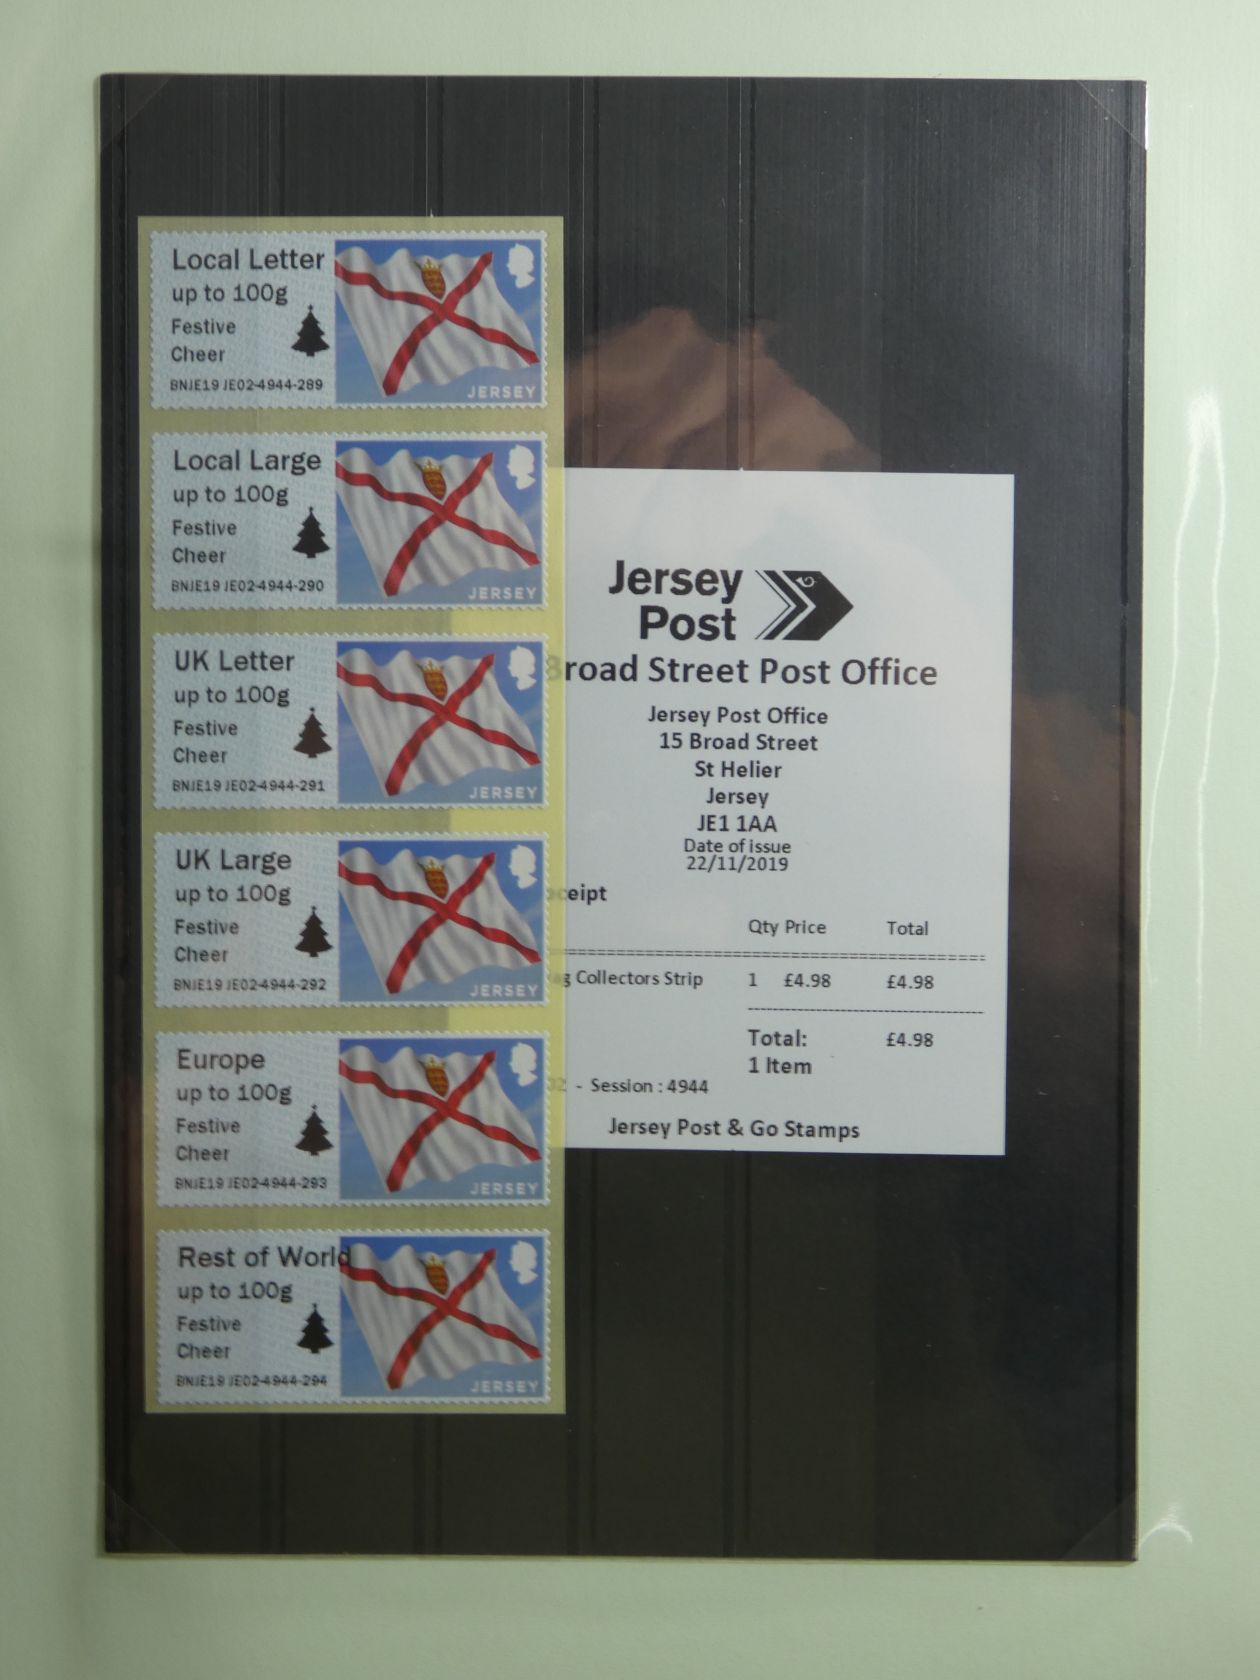 Local Letter
up to 100g
Festive
Cheer
BNJE19 JE02-4944-289
JERSEY
Local Large
up to 100g
Festive
Cheer
BNJE19 JE02-4944-290
JERSEY
UK Letter
up to 100g
Festive
Cheer
BNJE19 JE02-4944-291
JERSEY
UK Large
up to 100g
Festive
Cheer
BNJE19 JE02-4944-292
JERSEY
Europe
up to 100g
Festive
Cheer
BNJE19 JE02-4944-293
JERSEY
Rest of World
up to 100g
Festive
Cheer
BNJE19 JE02-4944-294
JERSEY
Jersey
Post
Broad Street Post Office
Jersey Post Office
15 Broad Street
St Helier
Jersey
JE1 1AA
Date of issue
22/11/2019
Qty Price Total
Collectors Strip 1 £4.98 £4.98
Total: £4.98
1 Item
- Session : 4944
Jersey Post & Go Stamps